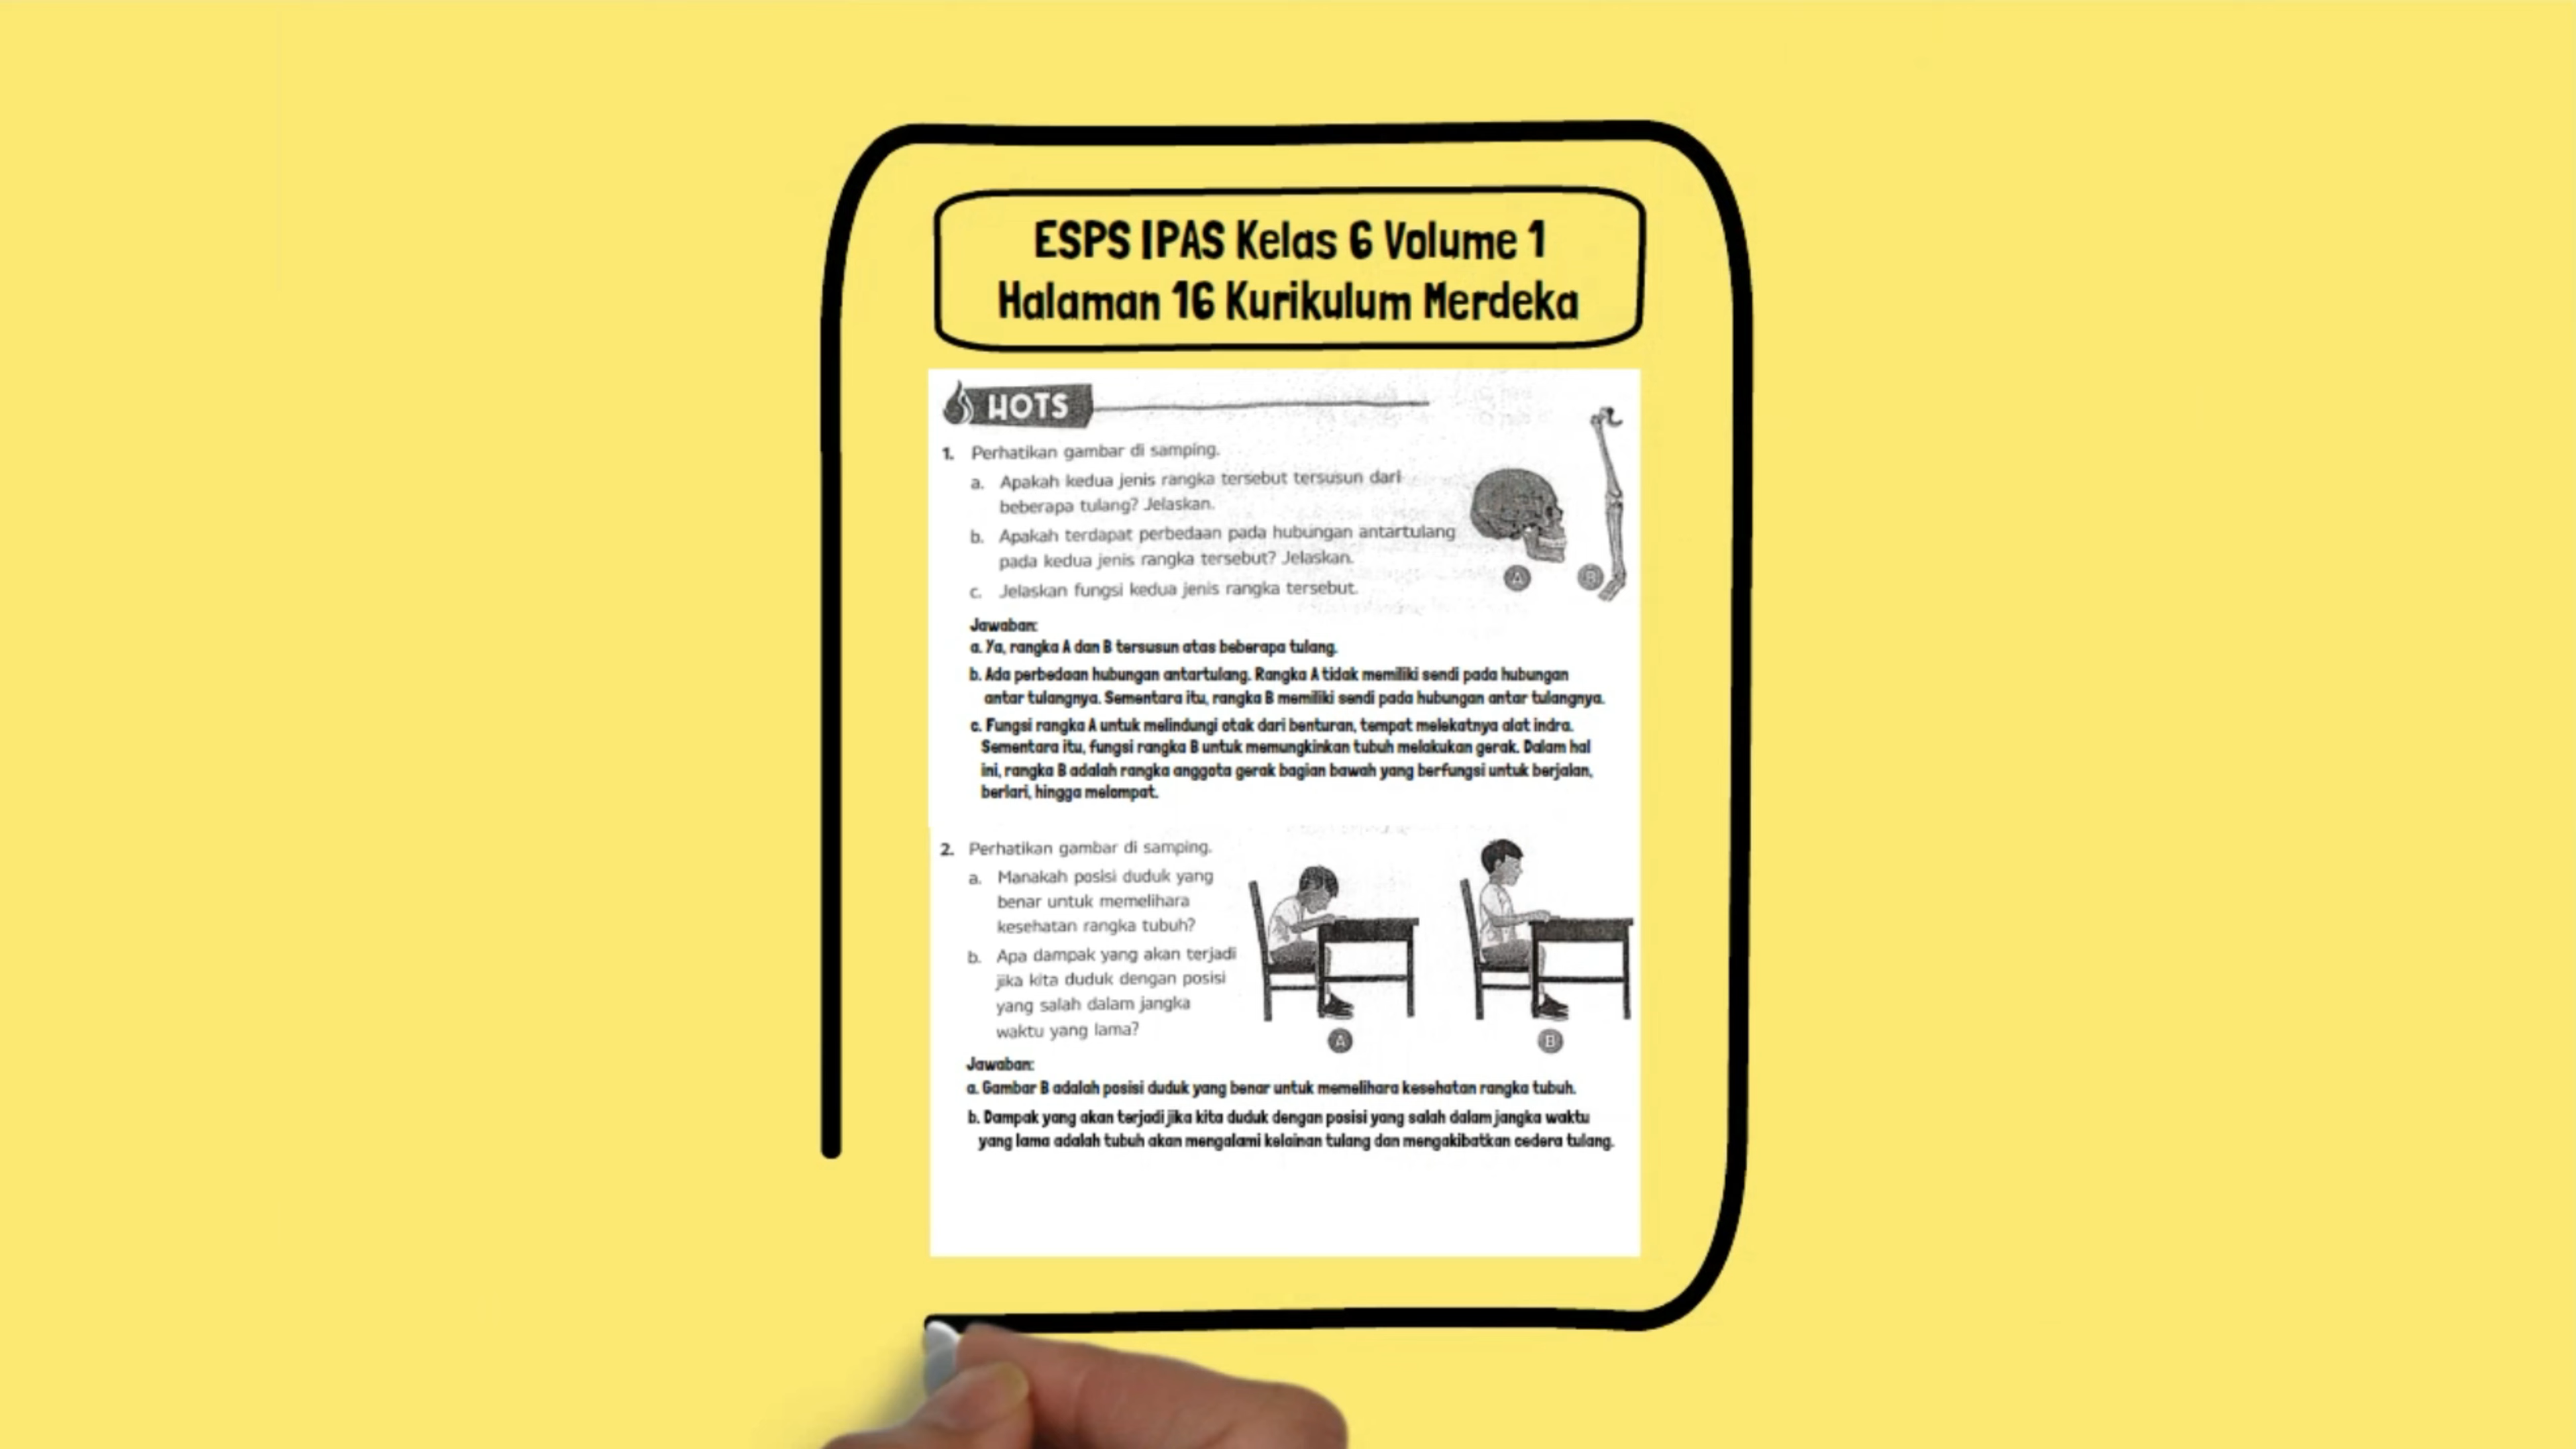 ESPS IPAS Kelas 6 Volume 1
Halaman 16 Kurikulum Merdeka
HOTS
1. Perhatikan gambar di samping.
a. Apakah kedua jenis rangka tersebut tersusun dari
beberapa tulang? Jelaskan.
b. Apakah terdapat perbedaan pada hubungan antartulang
pada kedua jenis rangka tersebut? Jelaskan.
c. Jelaskan fungsi kedua jenis rangka tersebut.
A
B
Jawaban:
a. Ya, rangka A dan B tersusun atas beberapa tulang.
b. Ada perbedaan hubungan antartulang. Rangka A tidak memiliki sendi pada hubungan
antar tulangnya. Sementara itu, rangka B memiliki sendi pada hubungan antar tulangnya.
c. Fungsi rangka A untuk melindungi otak dari benturan, tempat melekatnya alat indra.
Sementara itu, fungsi rangka B untuk memungkinkan tubuh melakukan gerak. Dalam hal
ini, rangka B adalah rangka anggota gerak bagian bawah yang berfungsi untuk berjalan,
berlari, hingga melompat.
2. Perhatikan gambar di samping.
a. Manakah posisi duduk yang
benar untuk memelihara
kesehatan rangka tubuh?
b. Apa dampak yang akan terjadi
jika kita duduk dengan posisi
yang salah dalam jangka
waktu yang lama?
A
B
Jawaban:
a. Gambar B adalah posisi duduk yang benar untuk memelihara kesehatan rangka tubuh.
b. Dampak yang akan terjadi jika kita duduk dengan posisi yang salah dalam jangka waktu
yang lama adalah tubuh akan mengalami kelainan tulang dan mengakibatkan cedera tulang.